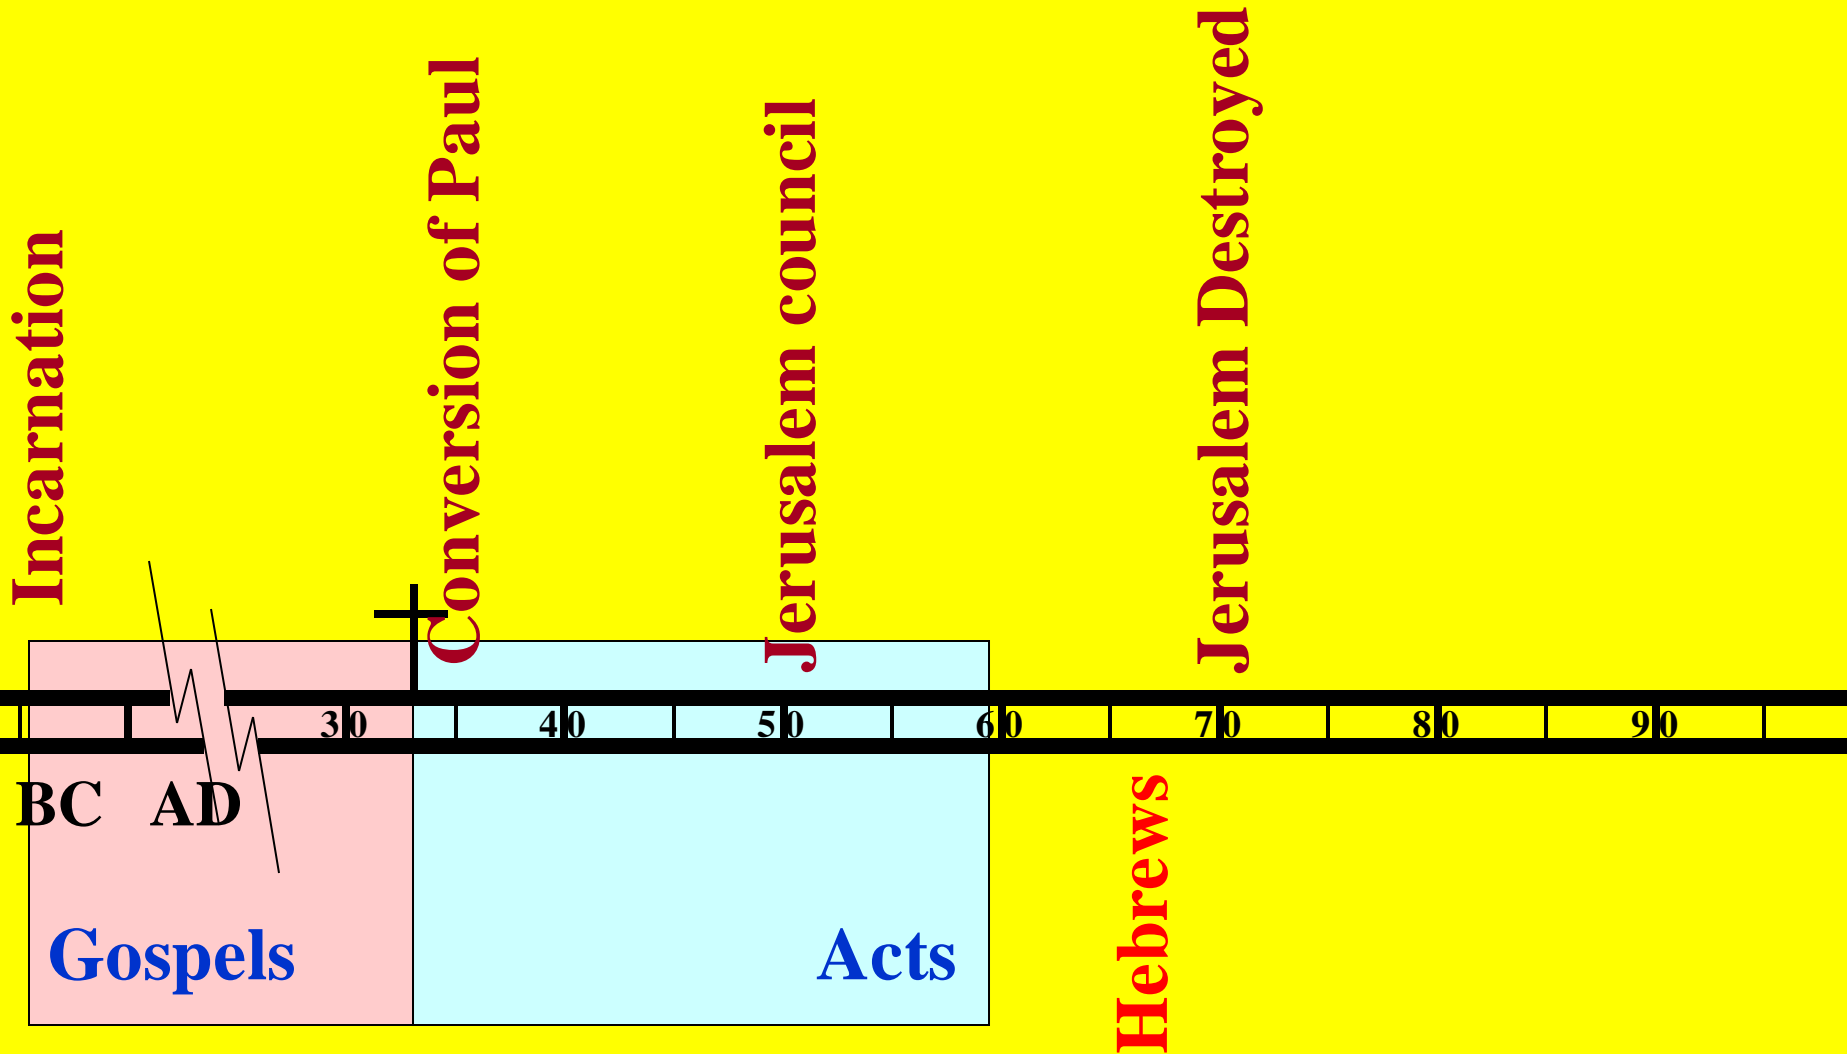 Incarnation
Conversion of Paul
Jerusalem council
Jerusalem Destroyed
30 40 50 60 70 80 90
BC AD
Gospels
Acts
Hebrews